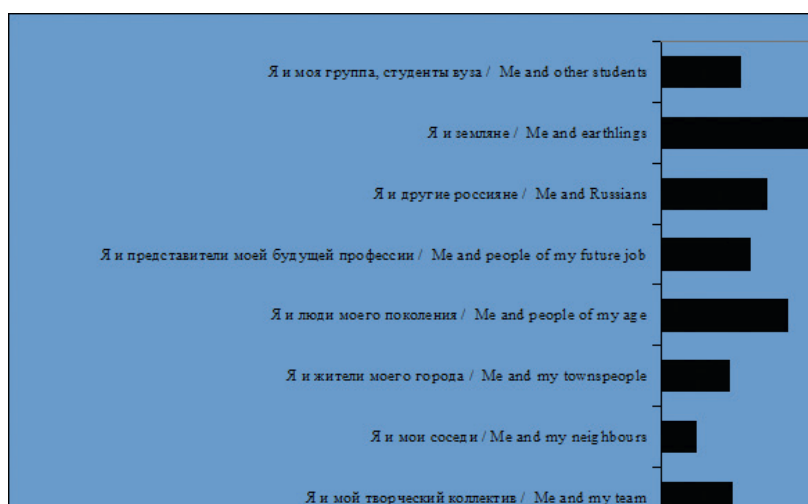 Я и моя группа, студенты вуза / Me and other students
Я и земляне / Me and earthlings
Я и другие россияне / Me and Russians
Я и представители моей будущей профессии / Me and people of my future job
Я и люди моего поколения / Me and people of my age
Я и жители моего города / Me and my townspeople
Я и мои соседи / Me and my neighbours
Я и мой творческий коллектив / Me and my team